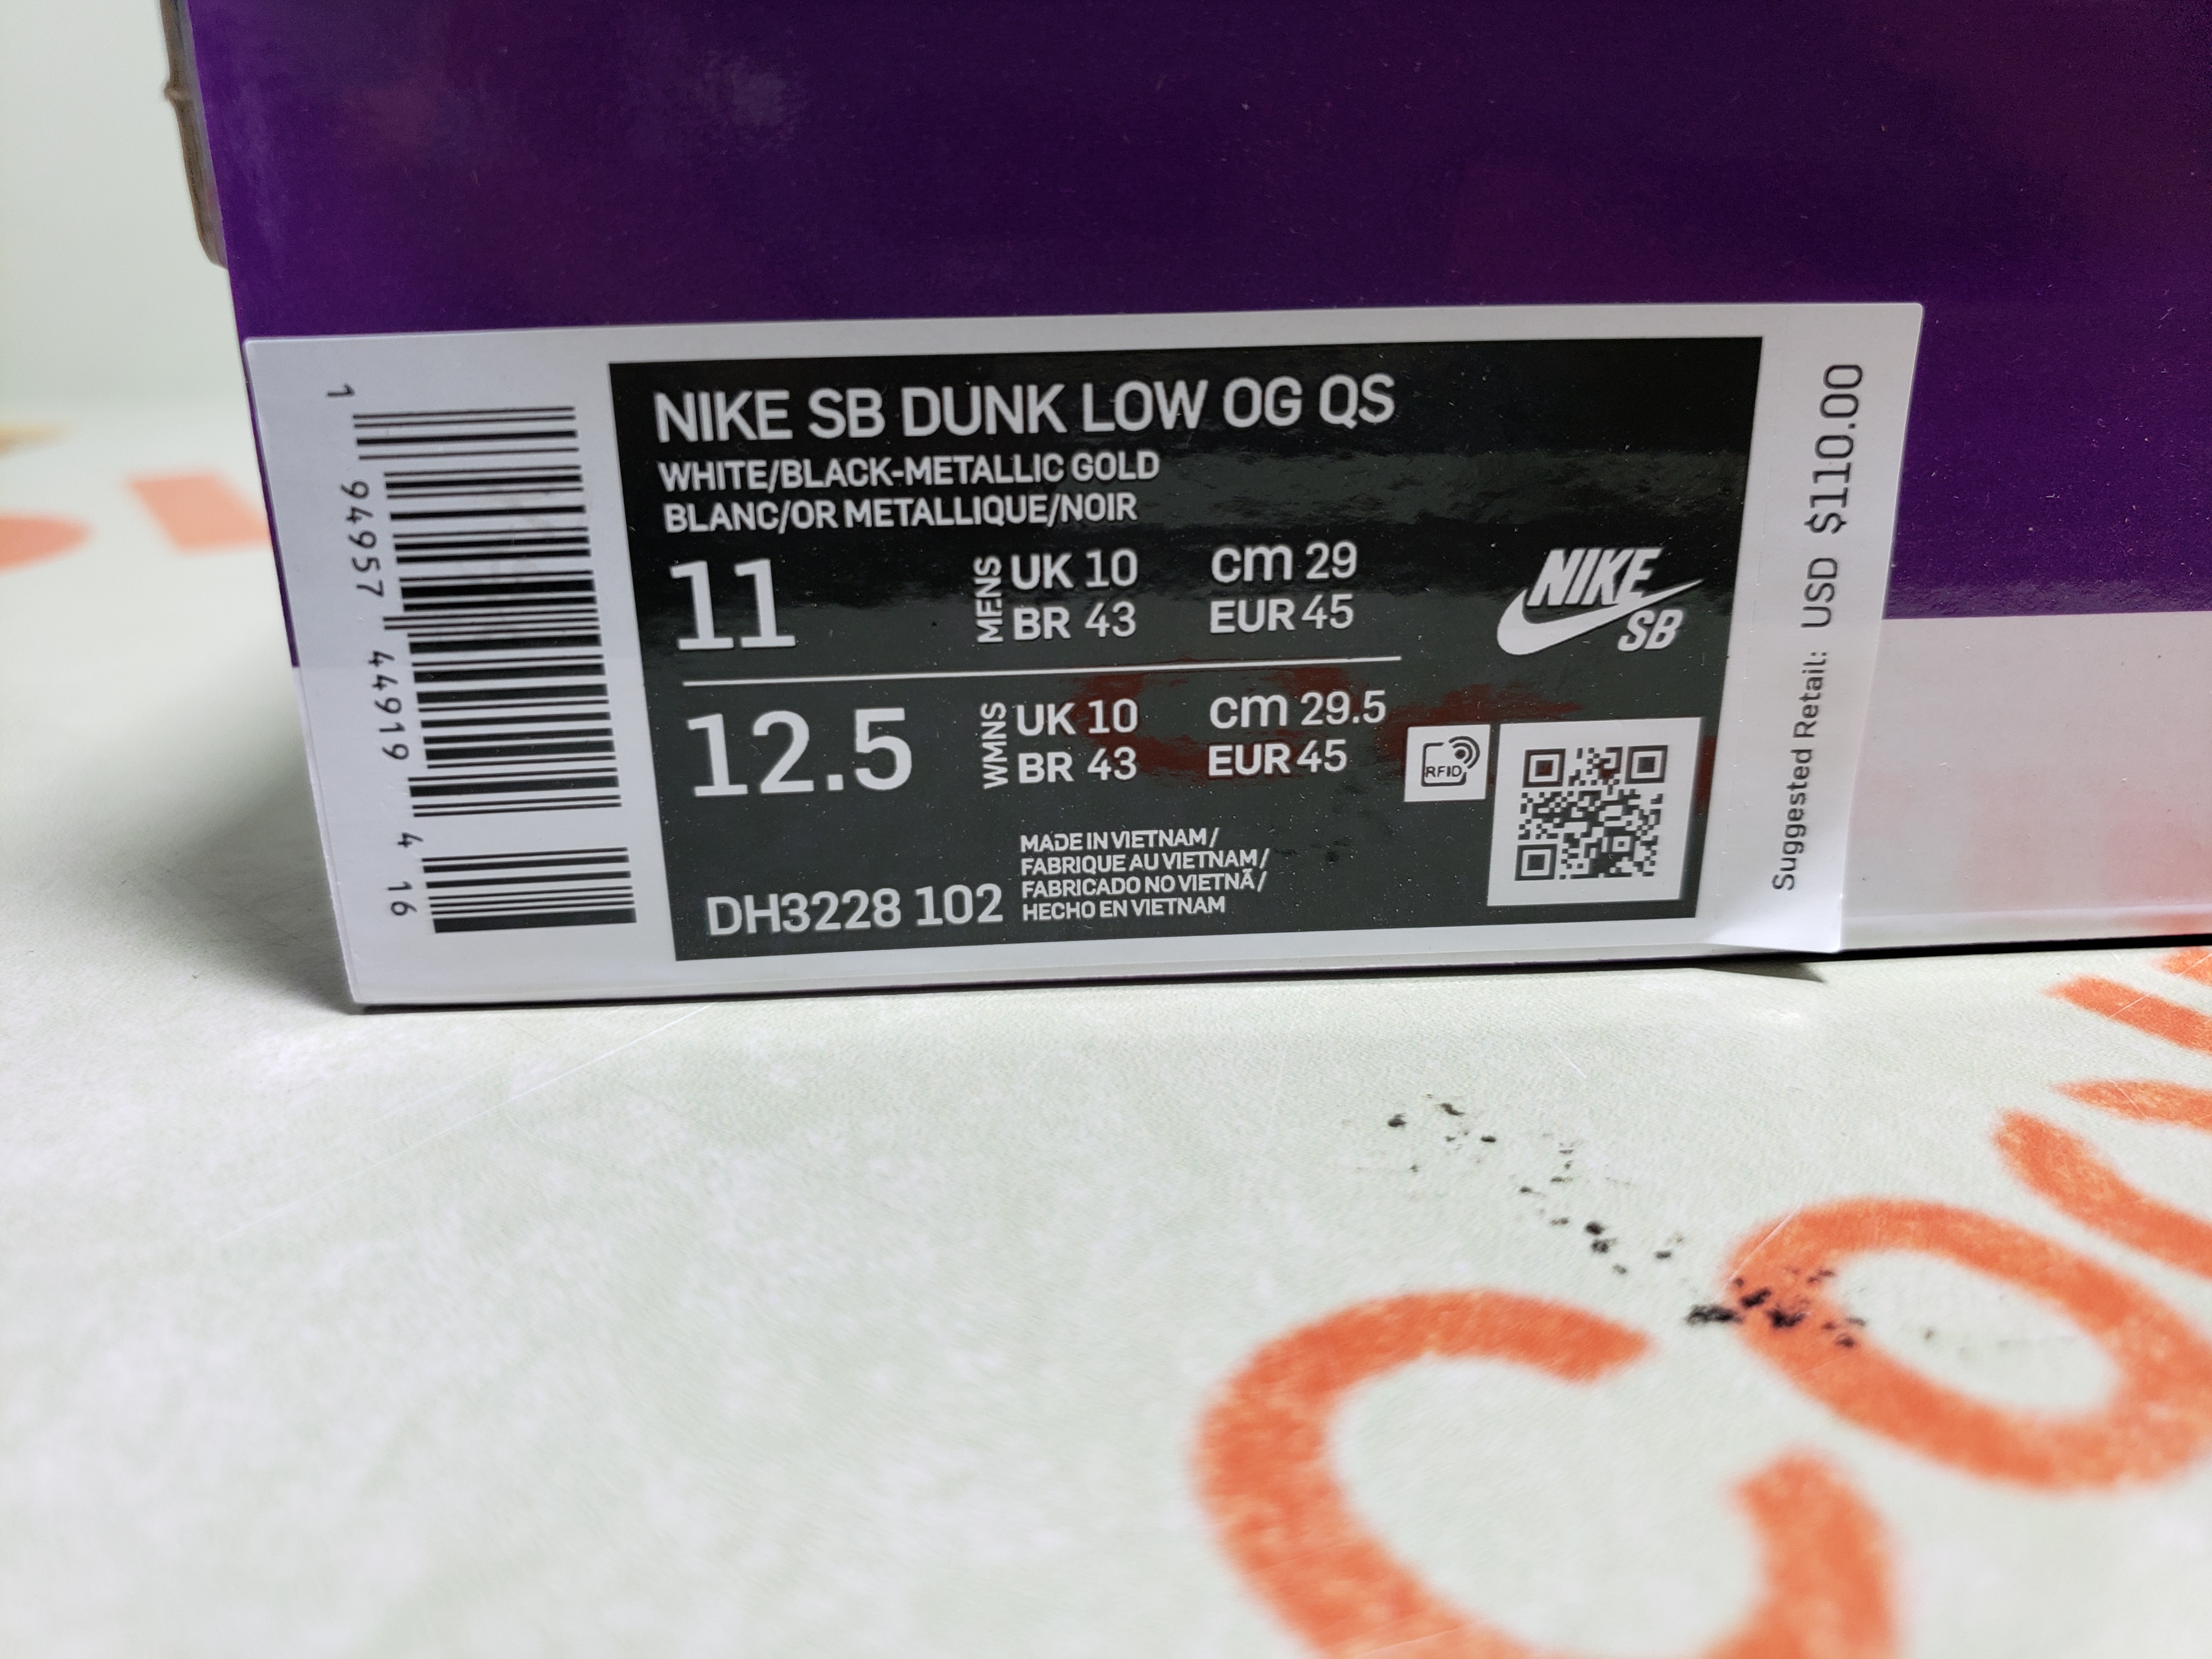 NIKE SB DUNK LOW OG QS
WHITE/BLACK-METALLIC GOLD
BLANC/OR METALLIQUE/NOIR
11
MENS
UK 10
cm 29
BR 43
EUR 45
NIKE
SB
12.5
WMNS
UK 10
cm 29.5
BR 43
EUR 45
RFID
DH3228 102
MADE IN VIETNAM /
FABRIQUE AU VIETNAM /
FABRICADO NO VIETNÃ /
HECHO EN VIETNAM
1 94957 44919 4 16
Suggested Retail: USD $110.00